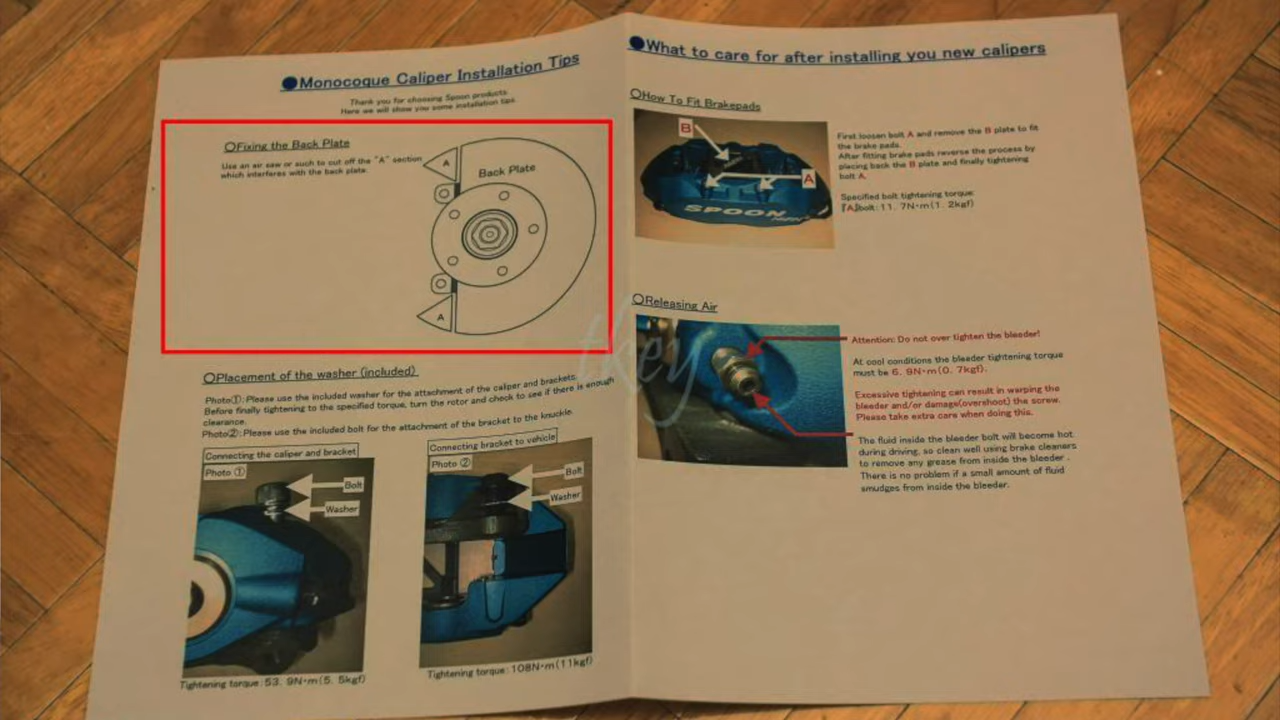 ●Monocoque Caliper Installation Tips
Thank you for choosing Spoon products
Here we will show you some installation tips
○Fixing the Back Plate
Use an air saw or such to cut off the "A" section
which interferes with the back plate.
A
Back Plate
A
○Placement of the washer (included)
Photo①: Please use the included washer for the attachment of the caliper and brackets.
Before finally tightening to the specified torque, turn the rotor and check to see if there is enough
clearance.
Photo②: Please use the included bolt for the attachment of the bracket to the knuckle.
Connecting the caliper and bracket
Photo ①
Bolt
Washer
Tightening torque:53. 9N・m(5. 5kgf)
Connecting bracket to vehicle
Photo ②
Bolt
Washer
Tightening torque:108N・m(11kgf)
●What to care for after installing you new calipers
○How To Fit Brakepads
B
A
SPOON
First loosen bolt A and remove the B plate to fit
the brake pads.
After fitting brake pads reverse the process by
placing back the B plate and finally tightening
bolt A.
Specified bolt tightening torque:
「A」bolt:11. 7N・m(1. 2kgf)
○Releasing Air
Attention: Do not over tighten the bleeder!
At cool conditions the bleeder tightening torque
must be 6. 9N・m(0. 7kgf).
Excessive tightening can result in warping the
bleeder and/or damage(overshoot) the screw.
Please take extra care when doing this.
The fluid inside the bleeder bolt will become hot
during driving, so clean well using brake cleaners
to remove any grease from inside the bleeder .
There is no problem if a small amount of fluid
smudges from inside the bleeder.
tkey